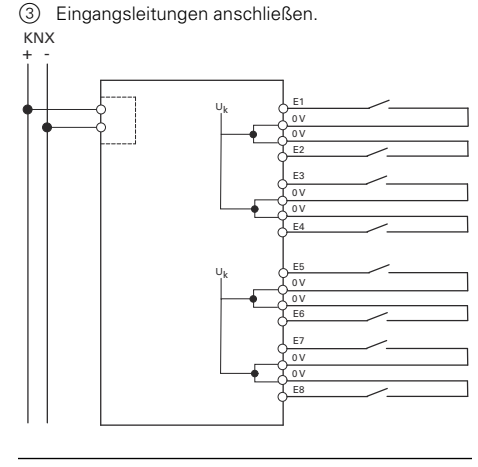 ③ Eingangsleitungen anschließen.
KNX
+ -
Uk
E1
0 V
0 V
E2
E3
0 V
0 V
E4
Uk
E5
0 V
0 V
E6
E7
0 V
0 V
E8